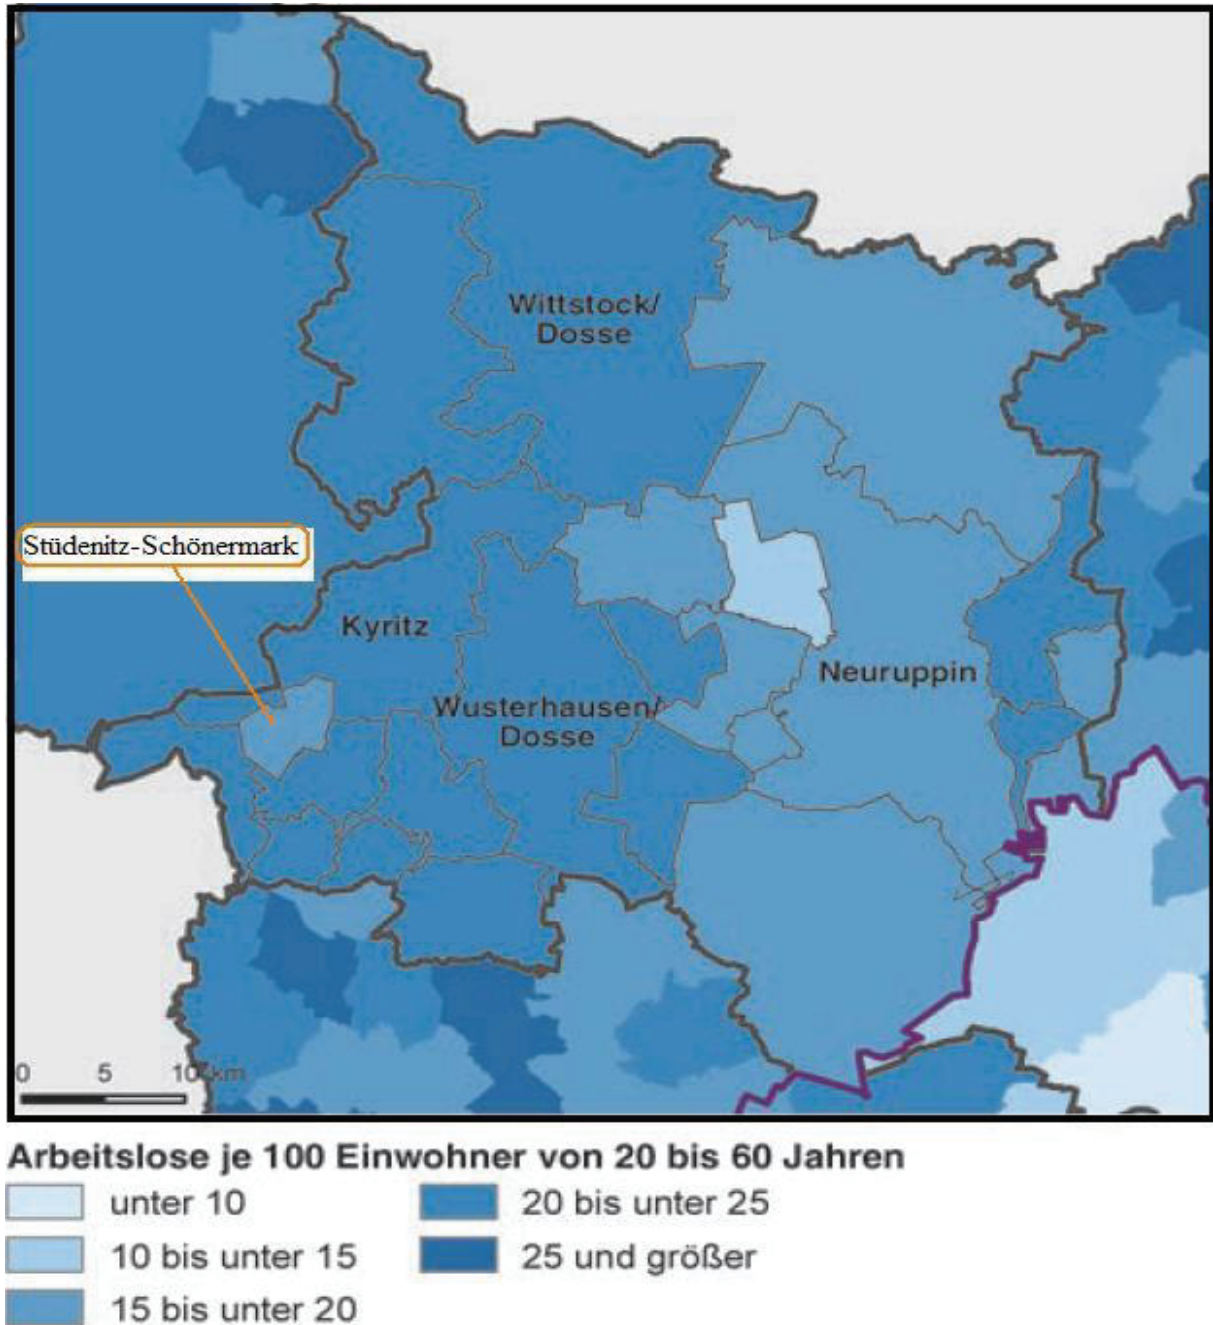 Wittstock/
Dosse
Stüdenitz-Schönermark
Kyritz
Neuruppin
Wusterhausen/
Dosse
0 5 10 km
Arbeitslose je 100 Einwohner von 20 bis 60 Jahren
unter 10
20 bis unter 25
10 bis unter 15
25 und größer
15 bis unter 20